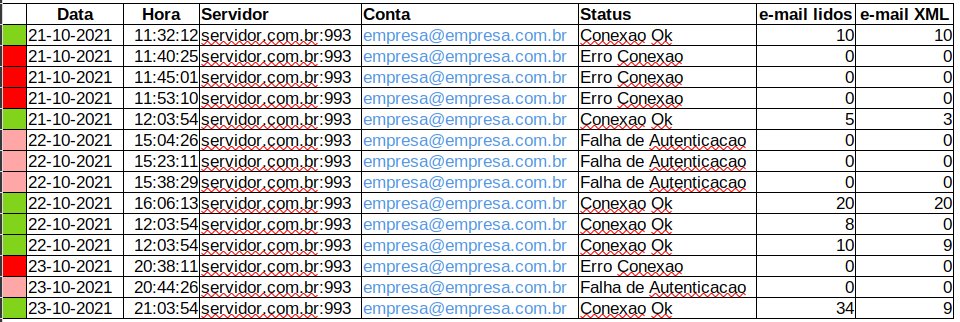 Data Hora Servidor Conta Status e-mail lidos e-mail XML
21-10-2021 11:32:12 servidor.com.br:993 empresa@empresa.com.br Conexao Ok 10 10
21-10-2021 11:40:25 servidor.com.br:993 empresa@empresa.com.br Erro Conexao 0 0
21-10-2021 11:45:01 servidor.com.br:993 empresa@empresa.com.br Erro Conexao 0 0
21-10-2021 11:53:10 servidor.com.br:993 empresa@empresa.com.br Erro Conexao 0 0
21-10-2021 12:03:54 servidor.com.br:993 empresa@empresa.com.br Conexao Ok 5 3
22-10-2021 15:04:26 servidor.com.br:993 empresa@empresa.com.br Falha de Autenticacao 0 0
22-10-2021 15:23:11 servidor.com.br:993 empresa@empresa.com.br Falha de Autenticacao 0 0
22-10-2021 15:38:29 servidor.com.br:993 empresa@empresa.com.br Falha de Autenticacao 0 0
22-10-2021 16:06:13 servidor.com.br:993 empresa@empresa.com.br Conexao Ok 20 20
22-10-2021 12:03:54 servidor.com.br:993 empresa@empresa.com.br Conexao Ok 8 0
22-10-2021 12:03:54 servidor.com.br:993 empresa@empresa.com.br Conexao Ok 10 9
23-10-2021 20:38:11 servidor.com.br:993 empresa@empresa.com.br Erro Conexao 0 0
23-10-2021 20:44:26 servidor.com.br:993 empresa@empresa.com.br Falha de Autenticacao 0 0
23-10-2021 21:03:54 servidor.com.br:993 empresa@empresa.com.br Conexao Ok 34 9